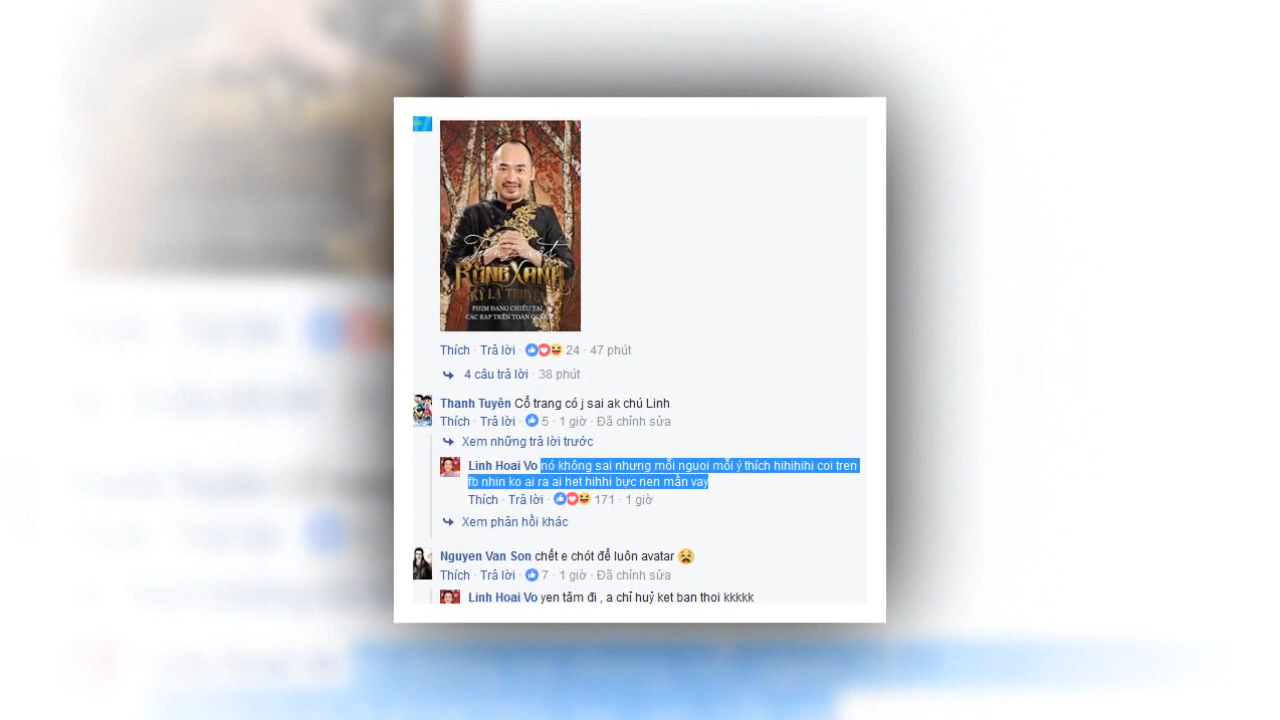 RỪNG XANH
KỲ LẠ TRUYỆN
PHIM ĐANG CHIẾU TẠI
CÁC RẠP TRÊN TOAN QUỐC
Thích · Trả lời · 24 · 47 phút
4 câu trả lời · 38 phút
Thanh Tuyên Cổ trang có j sai ak chú Linh
Thích · Trả lời · 5 · 1 giờ · Đã chỉnh sửa
Xem những trả lời trước
Linh Hoai Vo nó không sai nhưng mỗi nguoi mỗi ý thích hihihihi coi tren
fb nhin ko ai ra ai het hihhi bực nen mần vay
Thích · Trả lời · 171 · 1 giờ
Xem phản hồi khác
Nguyen Van Son chết e chót để luôn avatar
Thích · Trả lời · 7 · 1 giờ · Đã chỉnh sửa
Linh Hoai Vo yen tâm đi , a chỉ huỷ ket ban thoi kkkkk